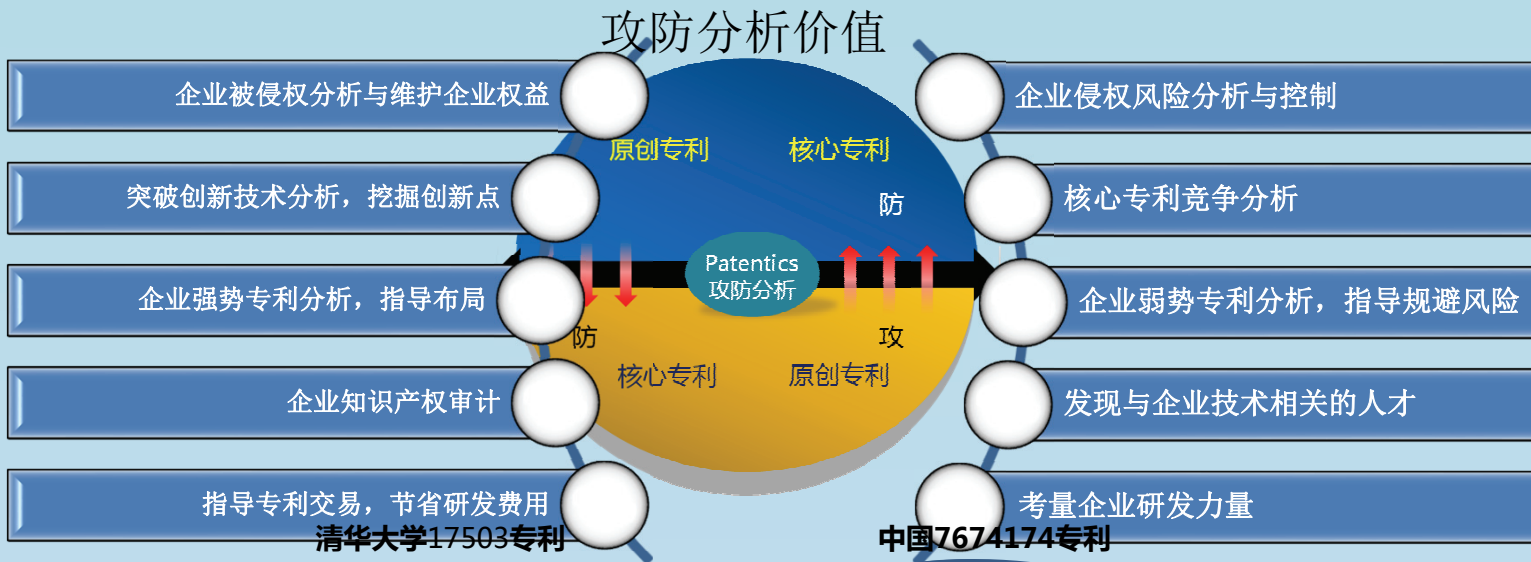 攻防分析价值
企业被侵权分析与维护企业权益
突破创新技术分析，挖掘创新点
企业强势专利分析，指导布局
企业知识产权审计
指导专利交易，节省研发费用
清华大学17503专利
原创专利
核心专利
防
Patentics
攻防分析
防
攻
核心专利
原创专利
企业侵权风险分析与控制
核心专利竞争分析
企业弱势专利分析，指导规避风险
发现与企业技术相关的人才
考量企业研发力量
中国7674174专利